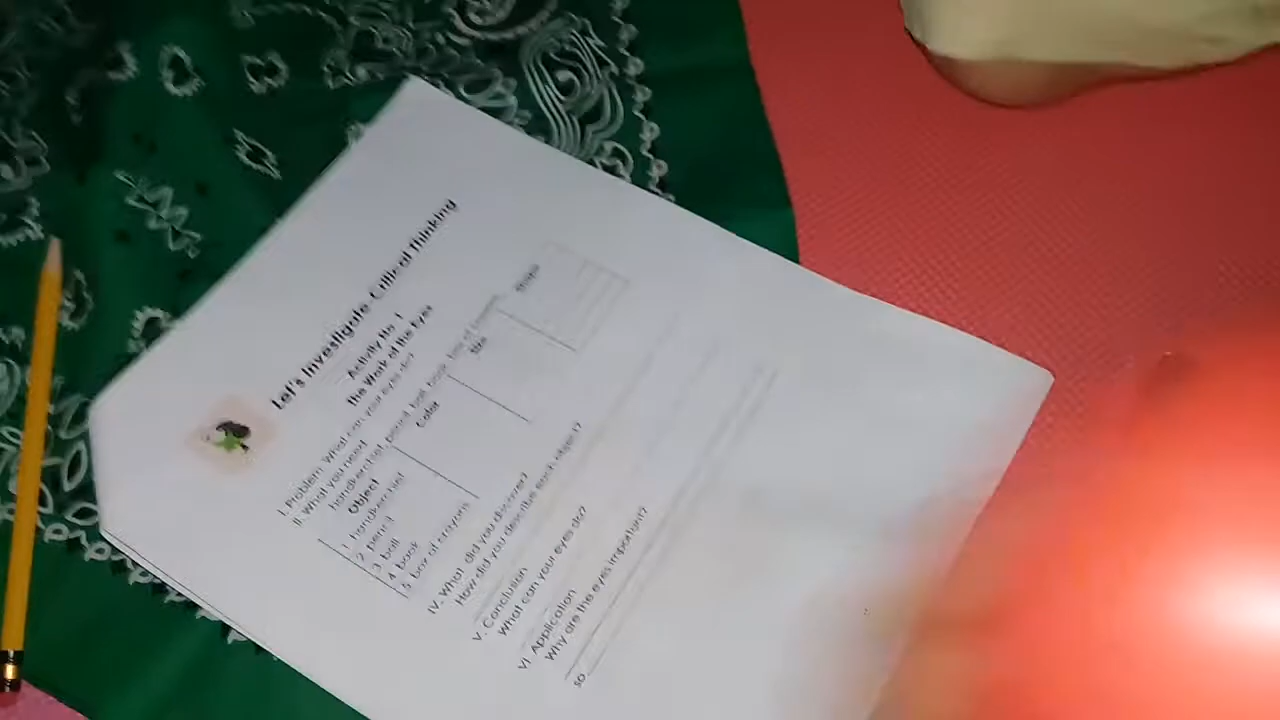 Let's Investigate-Critical thinking
Activity No. 1
the Work of the Eyes
I. Problem: What can your eyes do?
II. What you need
handkerchief, pencil, ball, book, box of crayons
Object Color Size Shape
1. handkerchief
2. pencil
3. ball
4. book
5. box of crayons
IV. What did you discover?
How did you describe each object?
V. Conclusion
What can your eyes do?
VI. Application
Why are the eyes important?
50